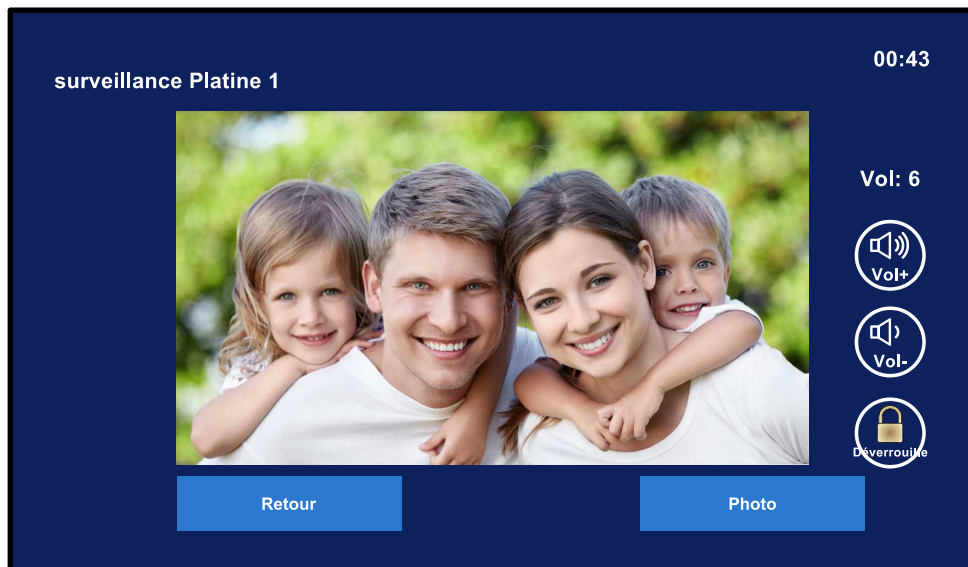 00:43
surveillance Platine 1
Vol: 6
Vol+
Vol-
Déverrouille
Retour
Photo